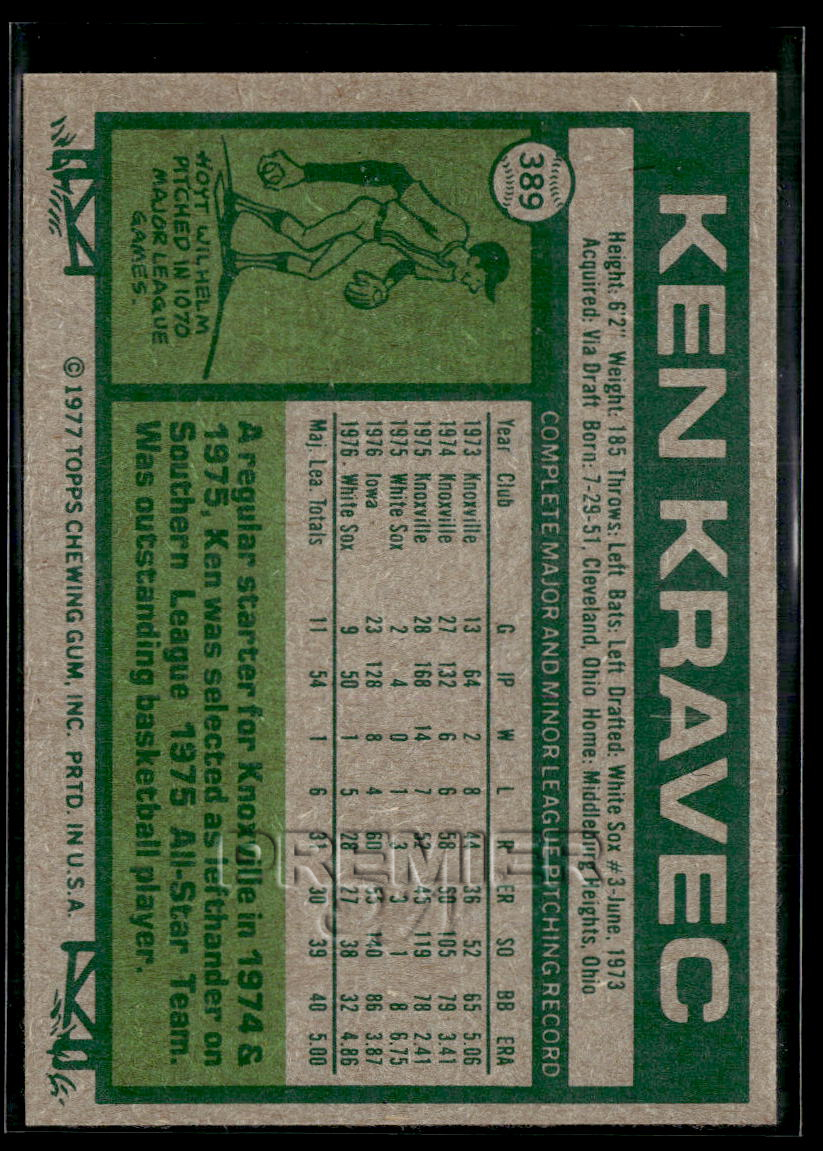 KEN KRAVEC
389
Height: 6'2" Weight: 185 Throws: Left Bats: Left Drafted: White Sox #3-June, 1973
Acquired: Via Draft Born: 7-29-51, Cleveland, Ohio Home: Middleburg Heights, Ohio
COMPLETE MAJOR AND MINOR LEAGUE PITCHING RECORD
Year Club G IP W L R ER SO BB ERA
1973 Knoxville 13 64 2 8 44 36 52 65 5.06
1974 Knoxville 27 132 6 6 58 50 105 79 3.41
1975 Knoxville 28 168 14 7 52 45 119 78 2.41
1975 White Sox 2 4 0 1 3 3 1 8 6.75
1976 Iowa 23 128 8 4 60 55 140 86 3.87
1976 White Sox 9 50 1 5 28 27 38 32 4.86
Maj. Lea. Totals 11 54 1 6 31 30 39 40 5.00
HOYT WILHELM
PITCHED IN 1070
MAJOR LEAGUE
GAMES.
A regular starter for Knoxville in 1974 &
1975, Ken was selected as lefthander on
Southern League 1975 All-Star Team.
Was outstanding basketball player.
© 1977 TOPPS CHEWING GUM, INC. PRTD. IN U.S.A.
PREMIER